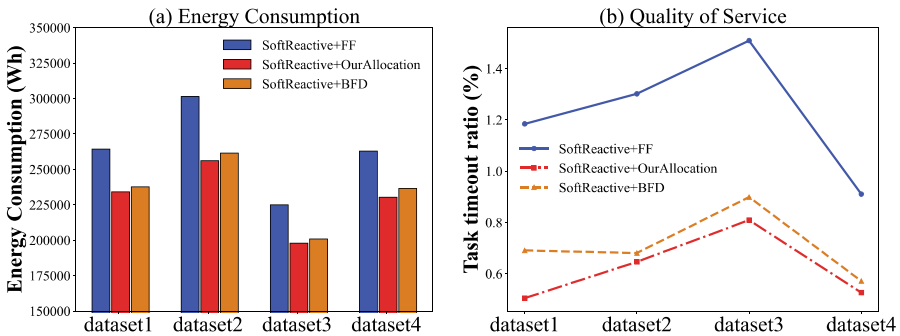 (a) Energy Consumption
Energy Consumption (Wh)
350000
325000
300000
275000
250000
225000
200000
175000
150000
SoftReactive+FF
SoftReactive+OurAllocation
SoftReactive+BFD
dataset1 dataset2 dataset3 dataset4
(b) Quality of Service
Task timeout ratio (%)
1.4
1.2
1.0
0.8
0.6
SoftReactive+FF
SoftReactive+OurAllocation
SoftReactive+BFD
dataset1 dataset2 dataset3 dataset4